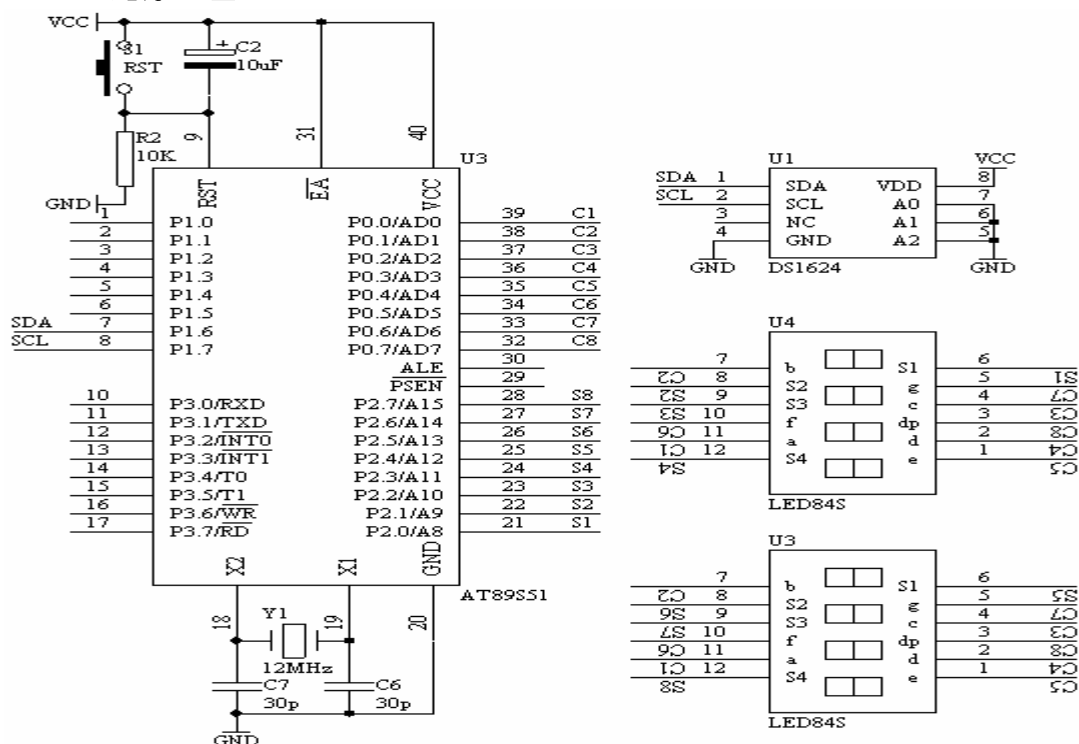 VCC
S1
RST
C2
10uF
R2
10K
GND
9
31
40
U3
RST
EA
VCC
1 P1.0 P0.0/AD0 39 C1
2 P1.1 P0.1/AD1 38 C2
3 P1.2 P0.2/AD2 37 C3
4 P1.3 P0.3/AD3 36 C4
5 P1.4 P0.4/AD4 35 C5
6 P1.5 P0.5/AD5 34 C6
SDA 7 P1.6 P0.6/AD6 33 C7
SCL 8 P1.7 P0.7/AD7 32 C8
ALE 30
PSEN 29
10 P3.0/RXD P2.7/A15 28 S8
11 P3.1/TXD P2.6/A14 27 S7
12 P3.2/INT0 P2.5/A13 26 S6
13 P3.3/INT1 P2.4/A12 25 S5
14 P3.4/T0 P2.3/A11 24 S4
15 P3.5/T1 P2.2/A10 23 S3
16 P3.6/WR P2.1/A9 22 S2
17 P3.7/RD P2.0/A8 21 S1
X2
X1
GND
AT89S51
18
Y1
19
20
12MHz
C7
30p
C6
30p
GND
U1
VCC
SDA 1 SDA VDD 8
SCL 2 SCL A0 7
3 NC A1 6
4 GND A2 5
GND
DS1624
GND
U4
7 b S1 6
C2 8 S2 g 5 S1
S2 9 S3 c 4 C7
S3 10 f dp 3 C3
C6 11 a d 2 C8
C1 12 S4 e 1 C4
S4 C5
LED84S
U3
7 b S1 6
C2 8 S2 g 5 S5
S6 9 S3 c 4 C7
S7 10 f dp 3 C3
C6 11 a d 2 C8
C1 12 S4 e 1 C4
S8 C5
LED84S